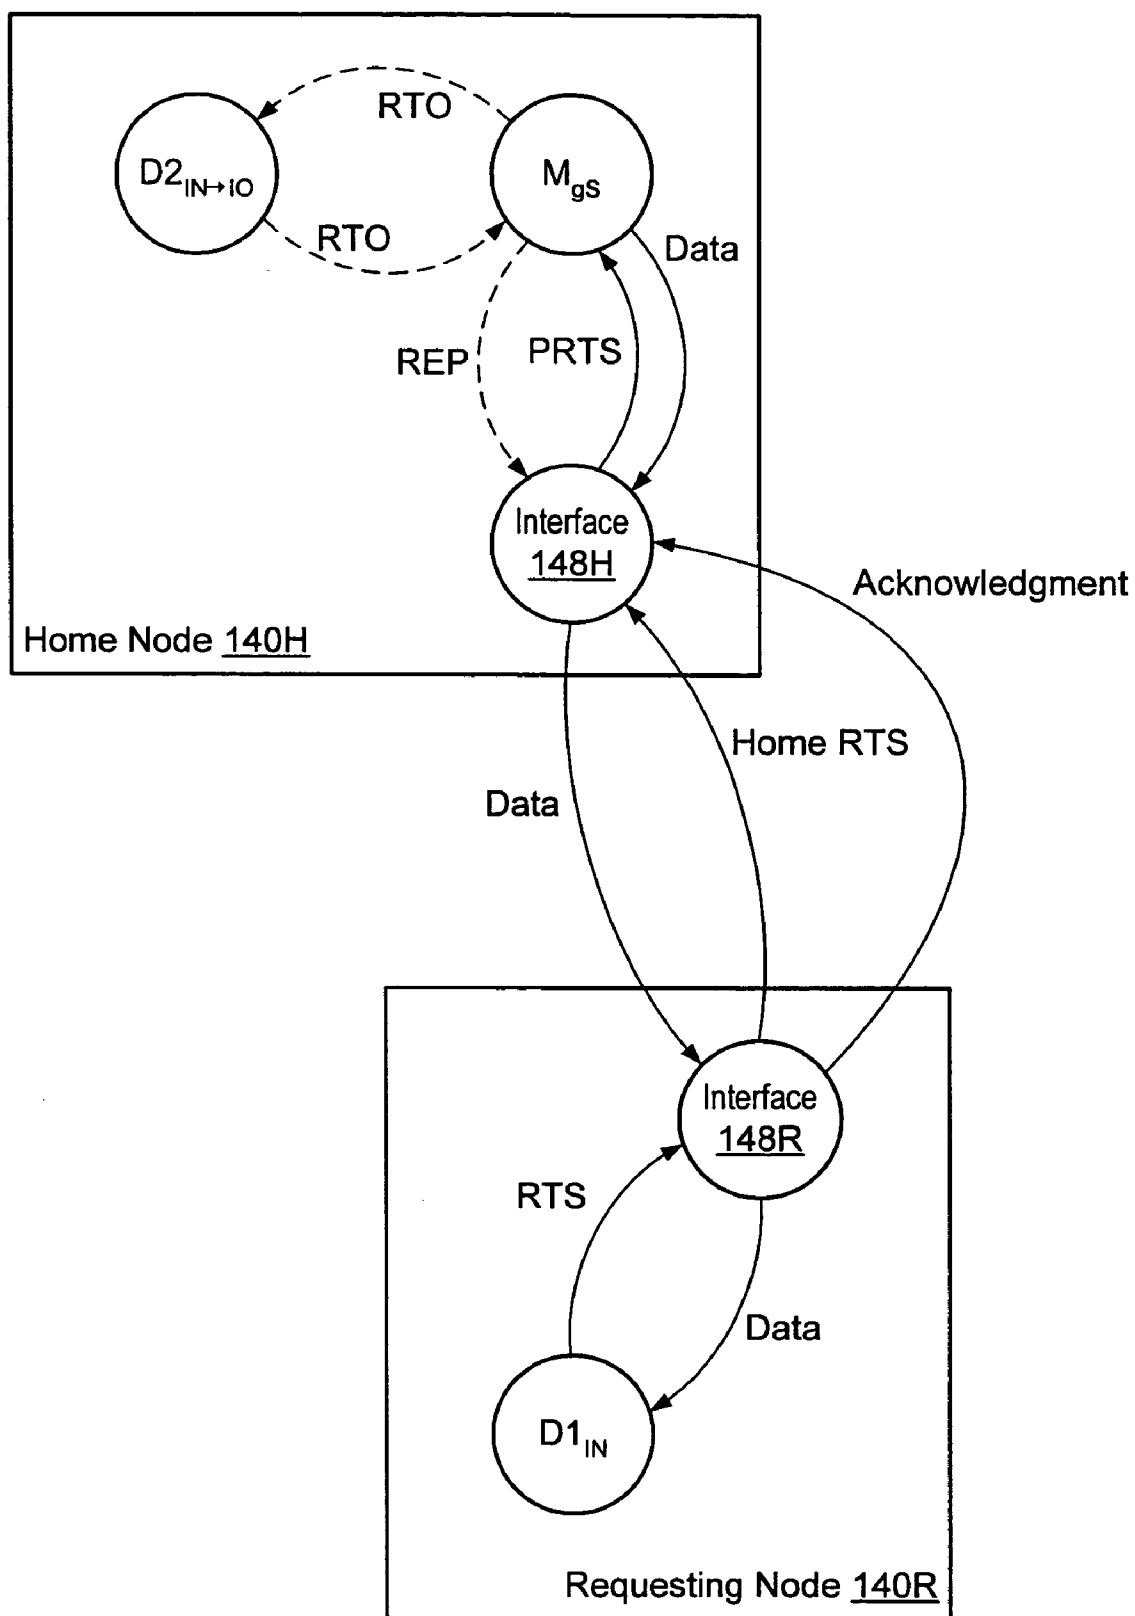 RTO
D2IN→IO
MgS
RTO
Data
REP
PRTS
Interface
148H
Acknowledgment
Home Node 140H
Home RTS
Data
Interface
148R
RTS
Data
D1IN
Requesting Node 140R